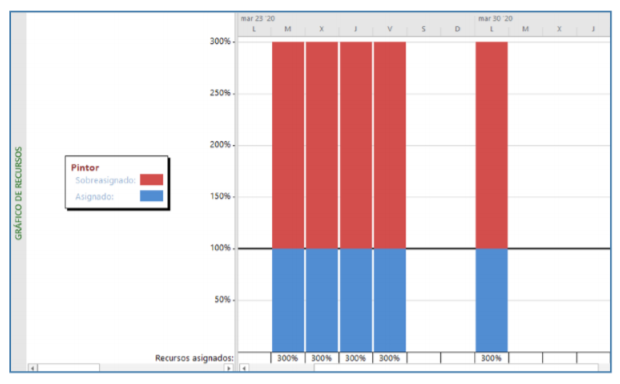 mar 23 '20 mar 30 '20
L M X J V S D L M X J
300%
250%
200%
150%
100%
50%
GRÁFICO DE RECURSOS
Pintor
Sobreasignado:
Asignado:
Recursos asignados: 300% 300% 300% 300% 300%